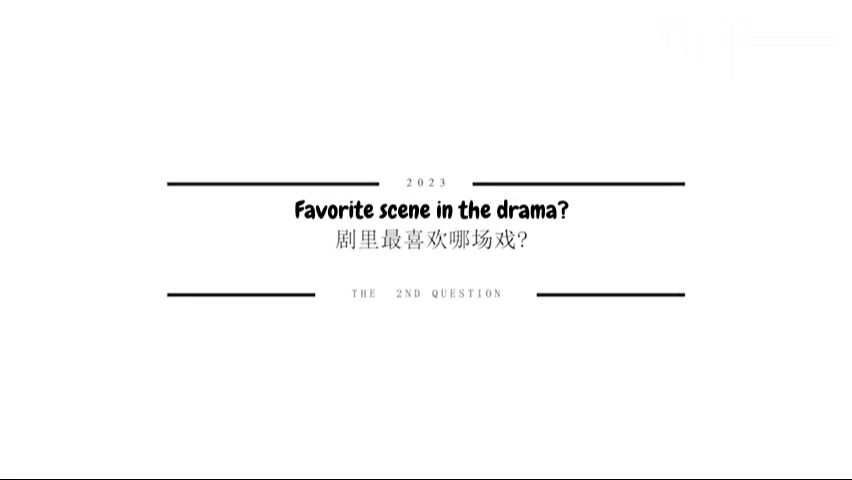 2023
Favorite scene in the drama?
剧里最喜欢哪场戏?
THE 2ND QUESTION